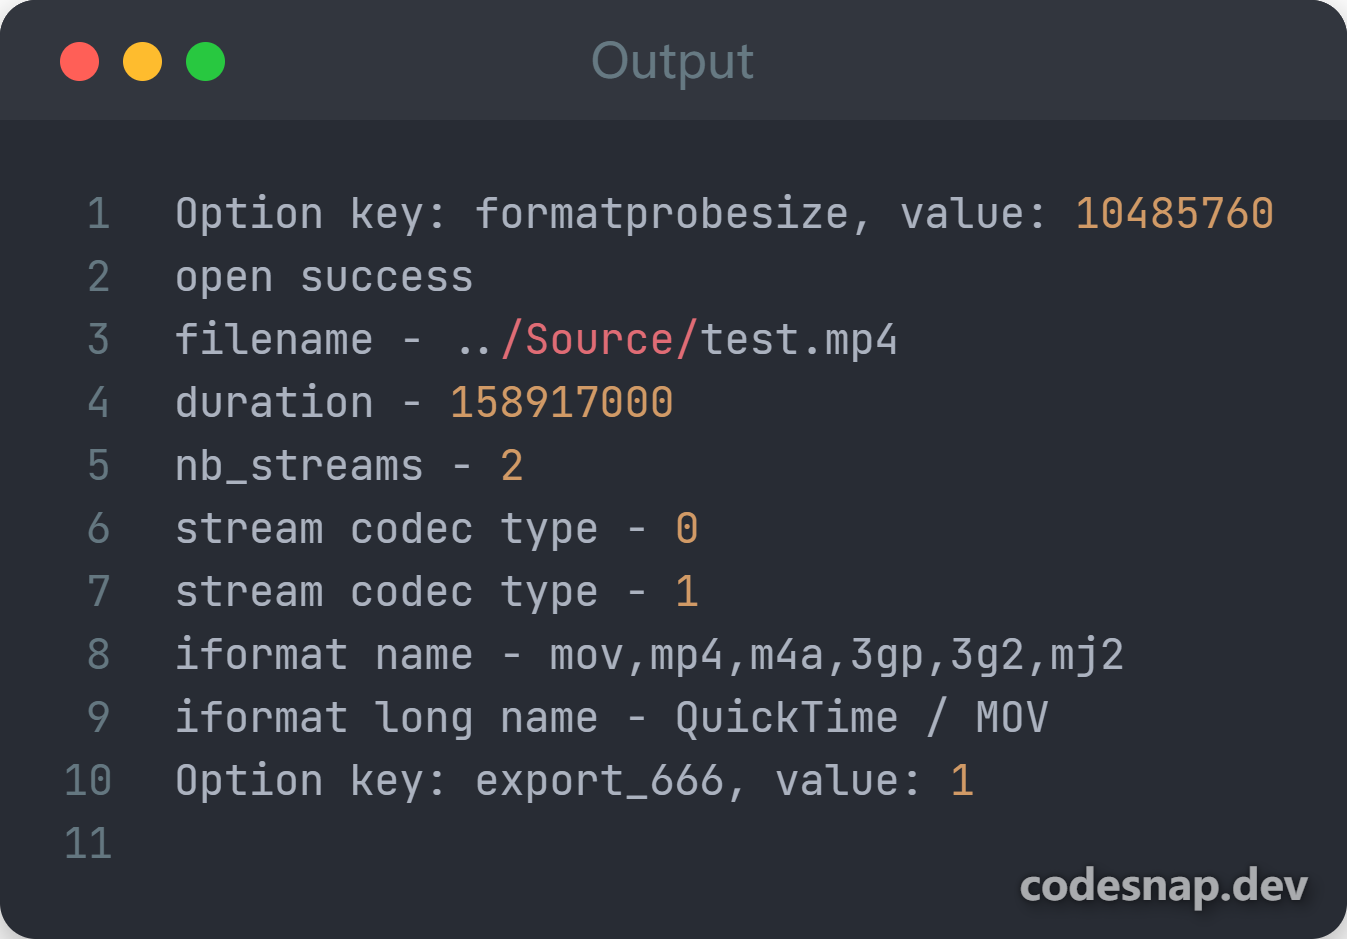 Output
1 Option key: formatprobesize, value: 10485760
2 open success
3 filename - ../Source/test.mp4
4 duration - 158917000
5 nb_streams - 2
6 stream codec type - 0
7 stream codec type - 1
8 iformat name - mov,mp4,m4a,3gp,3g2,mj2
9 iformat long name - QuickTime / MOV
10 Option key: export_666, value: 1
11
codesnap.dev